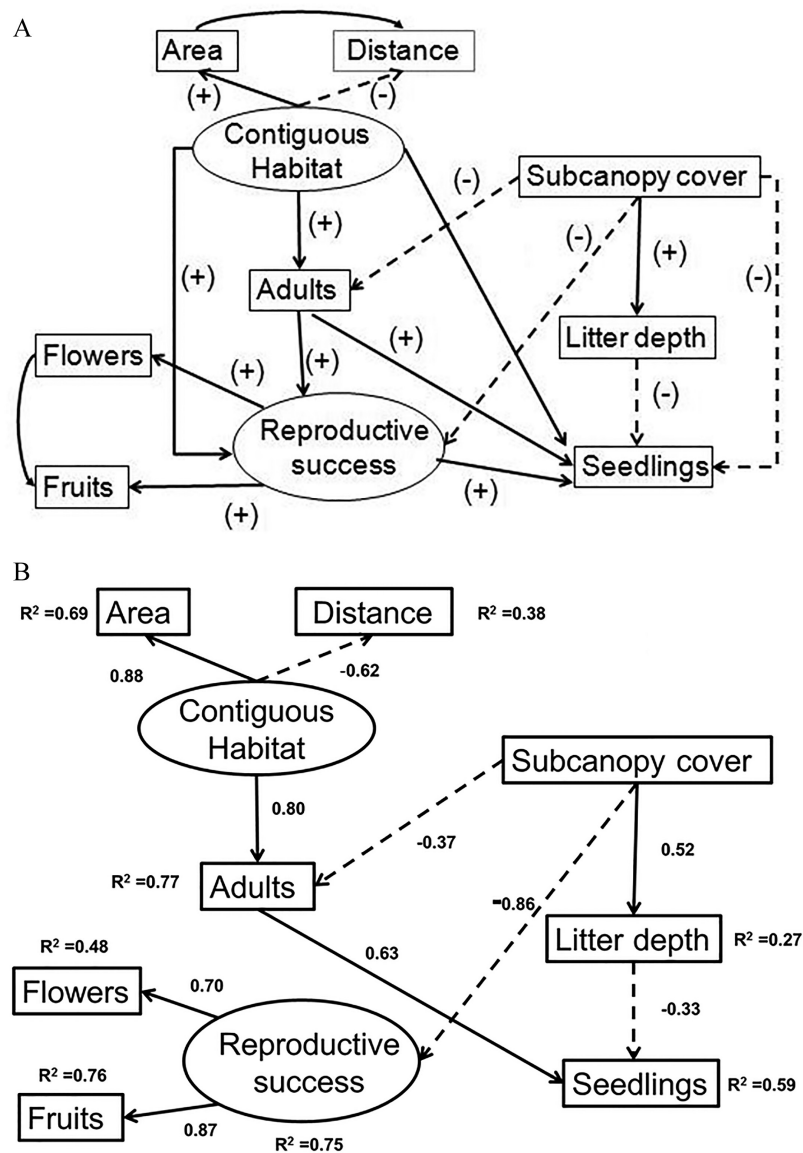 A
Area
Distance
(+)
(-)
Contiguous
Habitat
Subcanopy cover
(-)
(+)
(-)
(+)
(-)
(+)
Adults
Litter depth
(+)
(+)
Flowers
(+)
(-)
Reproductive
success
Seedlings
Fruits
(+)
(+)
B
R² =0.69
Area
Distance
R² =0.38
0.88
-0.62
Contiguous
Habitat
Subcanopy cover
0.80
-0.37
0.52
R² =0.77
Adults
-0.86
Litter depth
R² =0.27
R² =0.48
0.63
Flowers
0.70
-0.33
Reproductive
success
R² =0.76
Seedlings
R² =0.59
Fruits
0.87
R² =0.75